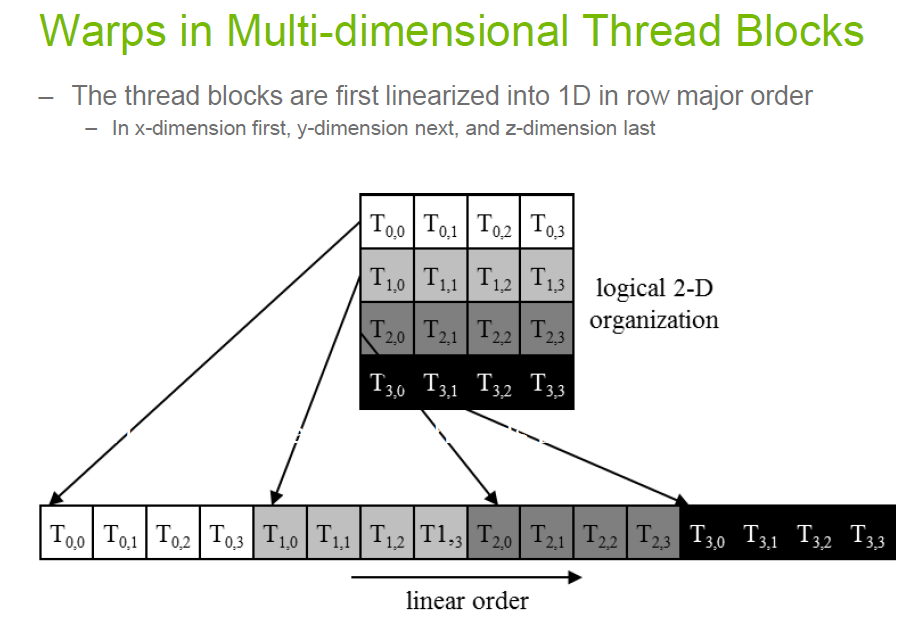 Warps in Multi-dimensional Thread Blocks
– The thread blocks are first linearized into 1D in row major order
– In x-dimension first, y-dimension next, and z-dimension last
T0,0 T0,1 T0,2 T0,3
T1,0 T1,1 T1,2 T1,3
T2,0 T2,1 T2,2 T2,3
T3,0 T3,1 T3,2 T3,3
logical 2-D
organization
T0,0 T0,1 T0,2 T0,3 T1,0 T1,1 T1,2 T1,3 T2,0 T2,1 T2,2 T2,3 T3,0 T3,1 T3,2 T3,3
linear order